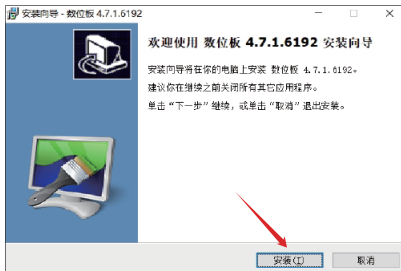 安装向导 - 数位板 4.7.1.6192
欢迎使用 数位板 4.7.1.6192 安装向导
安装向导将在你的电脑上安装 数位板 4.7.1.6192。
建议你在继续之前关闭所有其它应用程序。
单击“下一步”继续，或单击“取消”退出安装。
安装(I)
取消